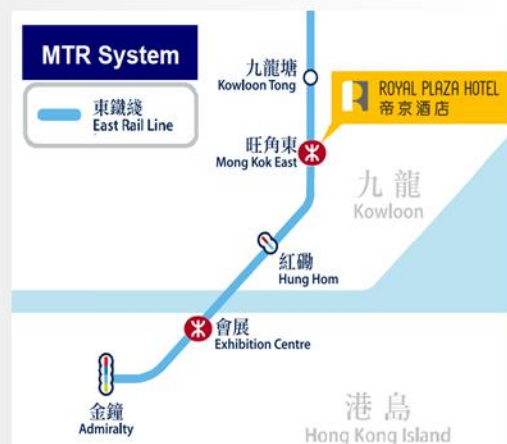 MTR System
東鐵綫
East Rail Line
九龍塘
Kowloon Tong
ROYAL PLAZA HOTEL
帝京酒店
旺角東
Mong Kok East
九龍
Kowloon
紅磡
Hung Hom
會展
Exhibition Centre
金鐘
Admiralty
港島
Hong Kong Island